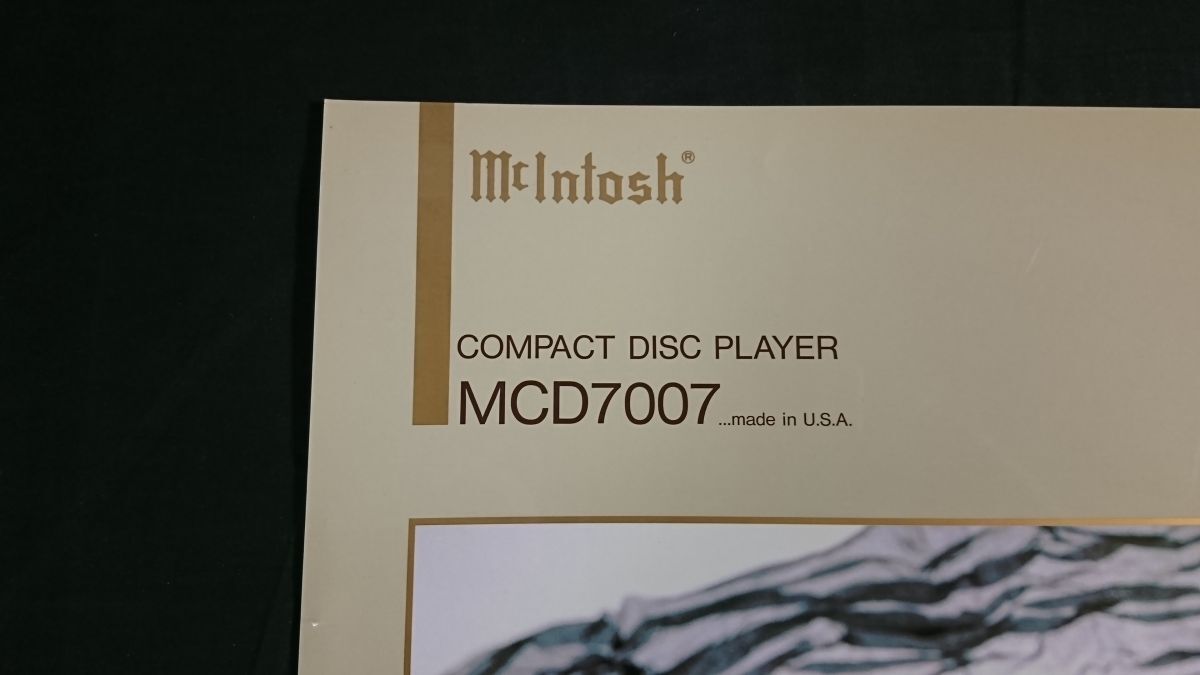 McIntosh®
COMPACT DISC PLAYER
MCD7007...made in U.S.A.